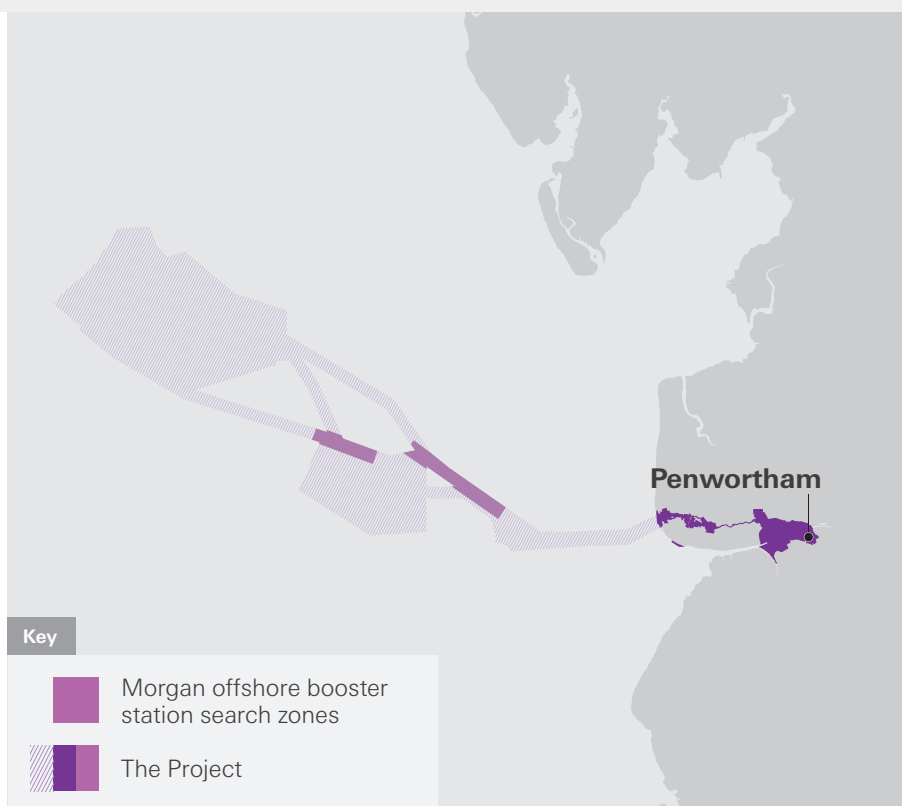 Penwortham
Key
Morgan offshore booster
station search zones
The Project